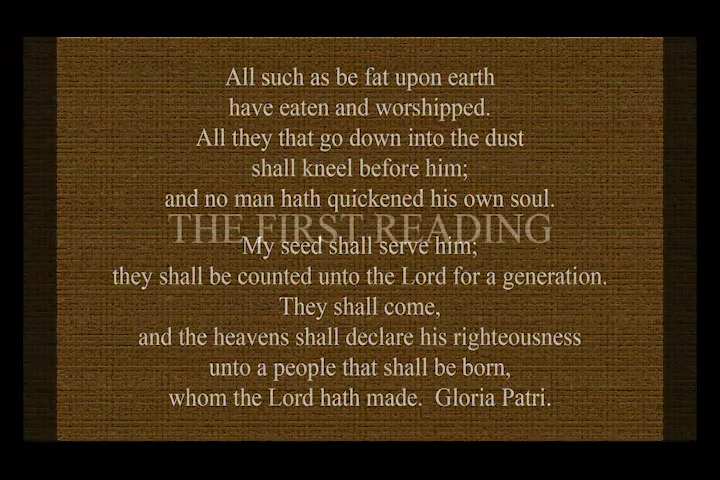 All such as be fat upon earth
have eaten and worshipped.
All they that go down into the dust
shall kneel before him;
and no man hath quickened his own soul.
THE FIRST READING
My seed shall serve him;
they shall be counted unto the Lord for a generation.
They shall come,
and the heavens shall declare his righteousness
unto a people that shall be born,
whom the Lord hath made. Gloria Patri.